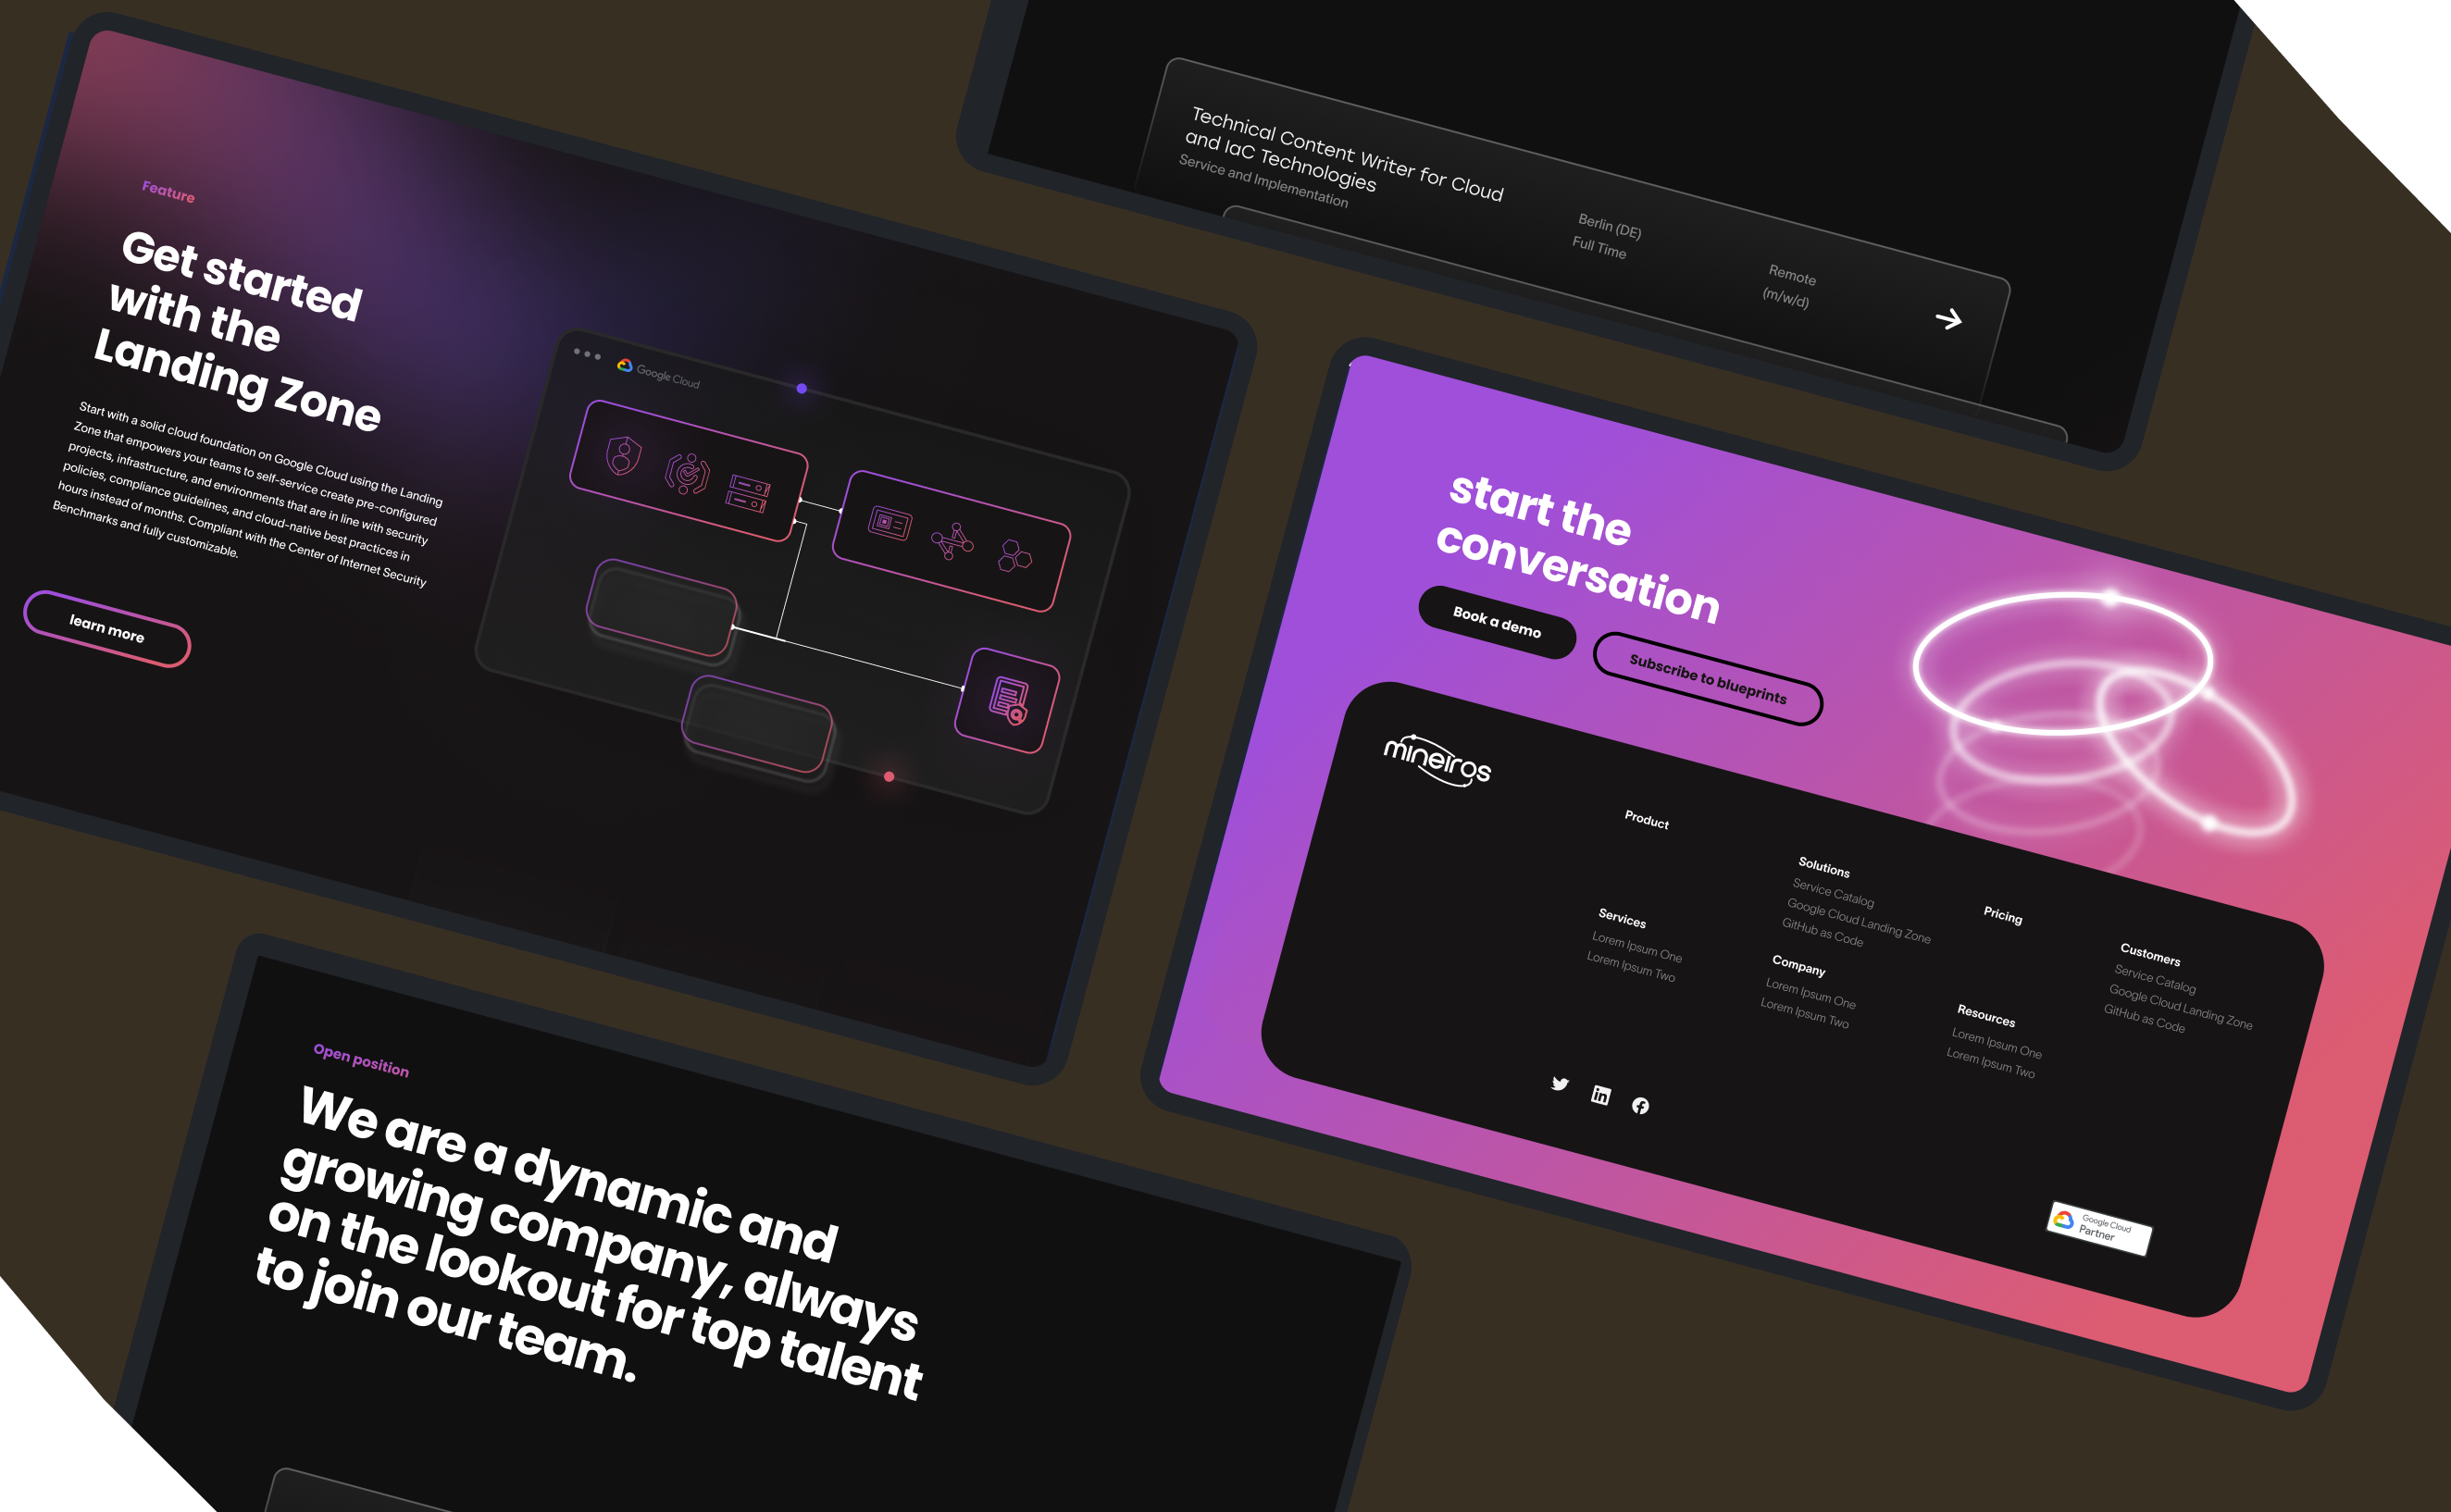 Technical Content Writer for Cloud
and IaC Technologies
Service and Implementation
Berlin (DE)
Full Time
Remote
(m/w/d)
Feature
Get started
with the
Landing Zone
Start with a solid cloud foundation on Google Cloud using the Landing
Zone that empowers your teams to self-service create pre-configured
projects, infrastructure, and environments that are in line with security
policies, compliance guidelines, and cloud-native best practices in
hours instead of months. Compliant with the Center of Internet Security
Benchmarks and fully customizable.
learn more
Google Cloud
start the
conversation
Book a demo
Subscribe to blueprints
mineiros
Product
Solutions
Service Catalog
Google Cloud Landing Zone
GitHub as Code
Pricing
Customers
Service Catalog
Google Cloud Landing Zone
GitHub as Code
Services
Lorem Ipsum One
Lorem Ipsum Two
Company
Lorem Ipsum One
Lorem Ipsum Two
Resources
Lorem Ipsum One
Lorem Ipsum Two
in
Google Cloud
Partner
Open position
We are a dynamic and
growing company, always
on the lookout for top talent
to join our team.